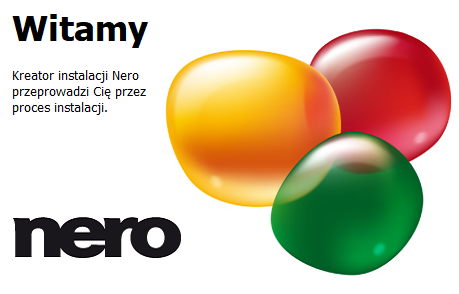 Witamy
Kreator instalacji Nero
przeprowadzi Cię przez
proces instalacji.
nero